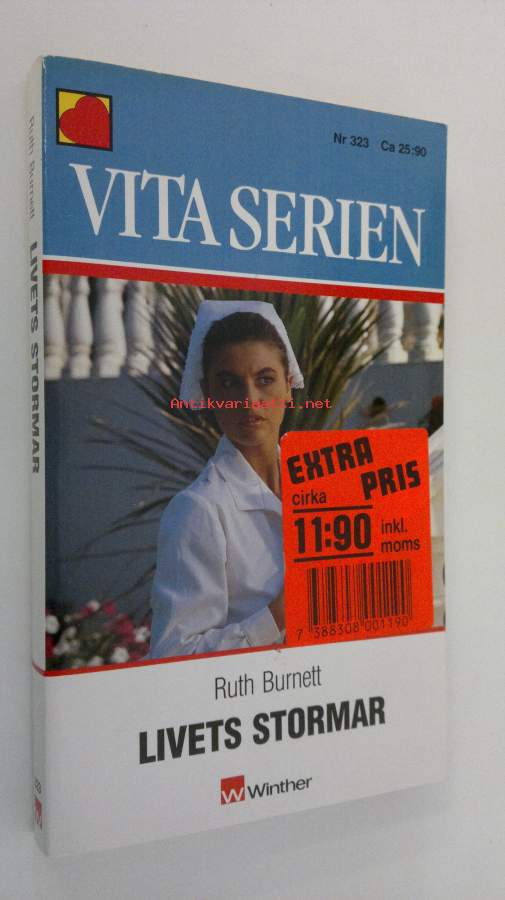 Nr 323 Ca 25:90
VITA SERIEN
Antikvariaatti.net
EXTRA
PRIS
cirka
11:90 inkl.
moms
7 388308 001190
Ruth Burnett
LIVETS STORMAR
W Winther
Ruth Burnett LIVETS STORMAR